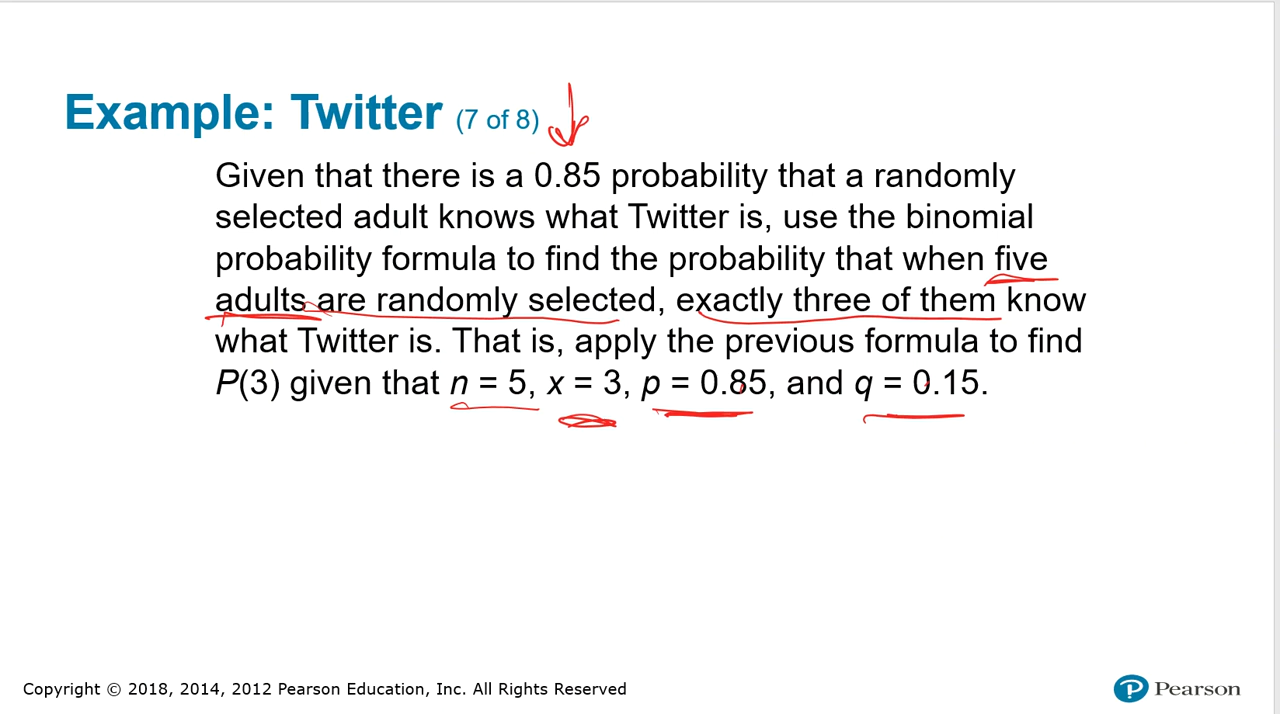 Example: Twitter (7 of 8)
Given that there is a 0.85 probability that a randomly
selected adult knows what Twitter is, use the binomial
probability formula to find the probability that when five
adults are randomly selected, exactly three of them know
what Twitter is. That is, apply the previous formula to find
P(3) given that n = 5, x = 3, p = 0.85, and q = 0.15.
Copyright © 2018, 2014, 2012 Pearson Education, Inc. All Rights Reserved
Pearson